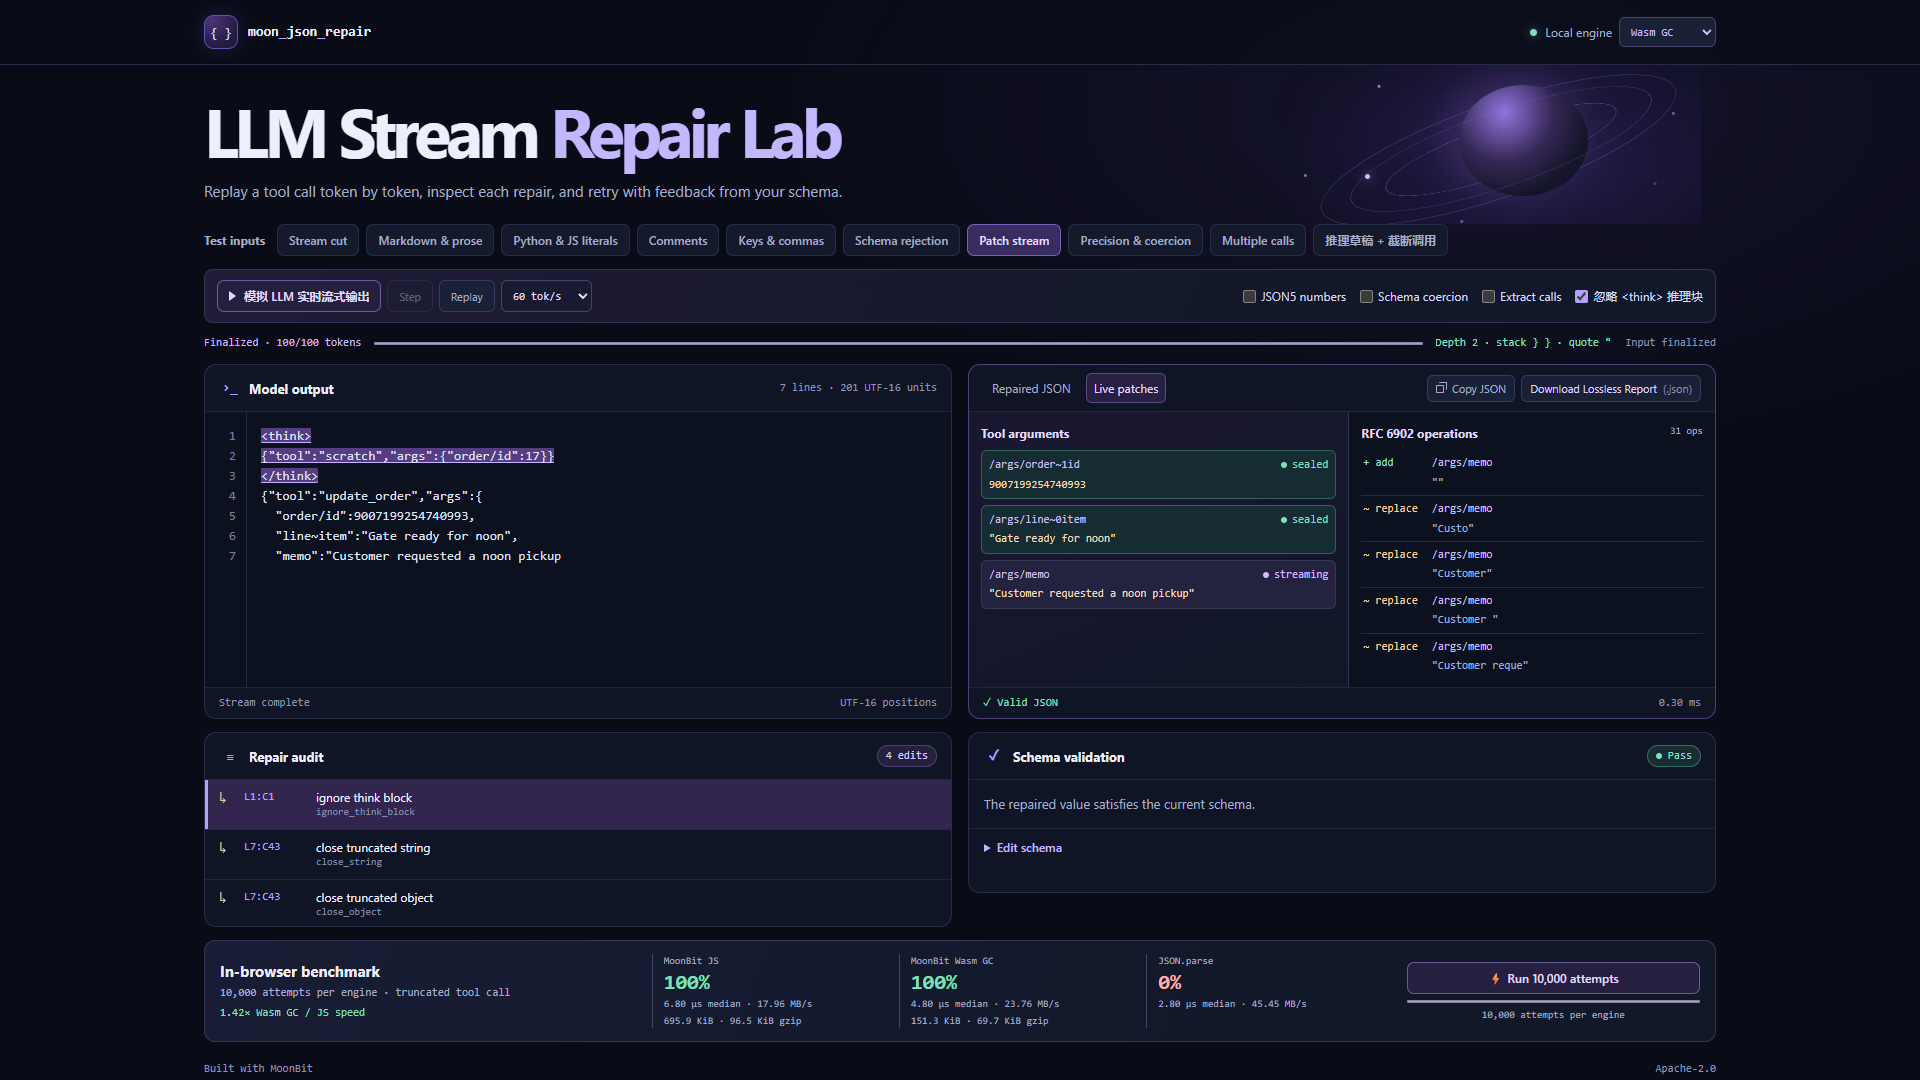 { } moon_json_repair
Local engine Wasm GC
LLM Stream Repair Lab
Replay a tool call token by token, inspect each repair, and retry with feedback from your schema.
Test inputs Stream cut Markdown & prose Python & JS literals Comments Keys & commas Schema rejection Patch stream Precision & coercion Multiple calls 推理草稿 + 截断调用
模拟 LLM 实时流式输出 Step Replay 60 tok/s JSON5 numbers Schema coercion Extract calls 忽略 <think> 推理块
Finalized · 100/100 tokens Depth 2 · stack } } · quote " Input finalized
Model output 7 lines · 201 UTF-16 units
1 <think>
2 {"tool":"scratch","args":{"order/id":17}}
3 </think>
4 {"tool":"update_order","args":{
5 "order/id":9007199254740993,
6 "line~item":"Gate ready for noon",
7 "memo":"Customer requested a noon pickup
Stream complete UTF-16 positions
Repaired JSON Live patches Copy JSON Download Lossless Report (.json)
Tool arguments
/args/order~1id sealed
9007199254740993
/args/line~0item sealed
"Gate ready for noon"
/args/memo streaming
"Customer requested a noon pickup"
RFC 6902 operations 31 ops
+ add /args/memo
""
~ replace /args/memo
"Custo"
~ replace /args/memo
"Customer"
~ replace /args/memo
"Customer "
~ replace /args/memo
"Customer reque"
✓ Valid JSON 0.30 ms
Repair audit 4 edits
L1:C1 ignore think block
ignore_think_block
L7:C43 close truncated string
close_string
L7:C43 close truncated object
close_object
Schema validation Pass
The repaired value satisfies the current schema.
Edit schema
In-browser benchmark
10,000 attempts per engine · truncated tool call
1.42× Wasm GC / JS speed
MoonBit JS
100%
6.80 µs median · 17.96 MB/s
695.9 KiB · 96.5 KiB gzip
MoonBit Wasm GC
100%
4.80 µs median · 23.76 MB/s
151.3 KiB · 69.7 KiB gzip
JSON.parse
0%
2.80 µs median · 45.45 MB/s
Run 10,000 attempts
10,000 attempts per engine
Built with MoonBit Apache-2.0